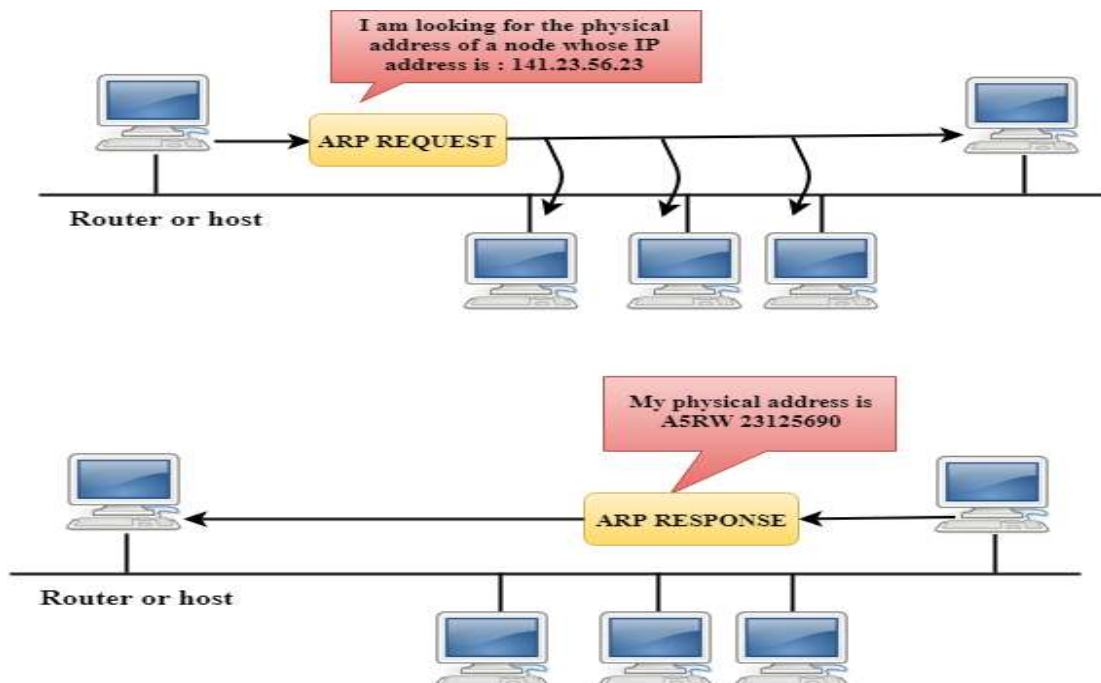 I am looking for the physical
address of a node whose IP
address is : 141.23.56.23
ARP REQUEST
Router or host
My physical address is
A5RW 23125690
ARP RESPONSE
Router or host